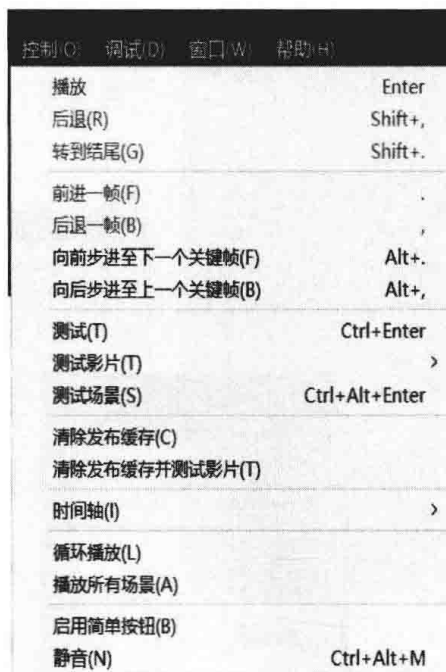 控制(O) 调试(D) 窗口(W) 帮助(H)
播放 Enter
后退(R) Shift+,
转到结尾(G) Shift+.
前进一帧(F) .
后退一帧(B) ,
向前步进至下一个关键帧(F) Alt+.
向后步进至上一个关键帧(B) Alt+,
测试(T) Ctrl+Enter
测试影片(T) >
测试场景(S) Ctrl+Alt+Enter
清除发布缓存(C)
清除发布缓存并测试影片(T)
时间轴(I) >
循环播放(L)
播放所有场景(A)
启用简单按钮(B)
静音(N) Ctrl+Alt+M